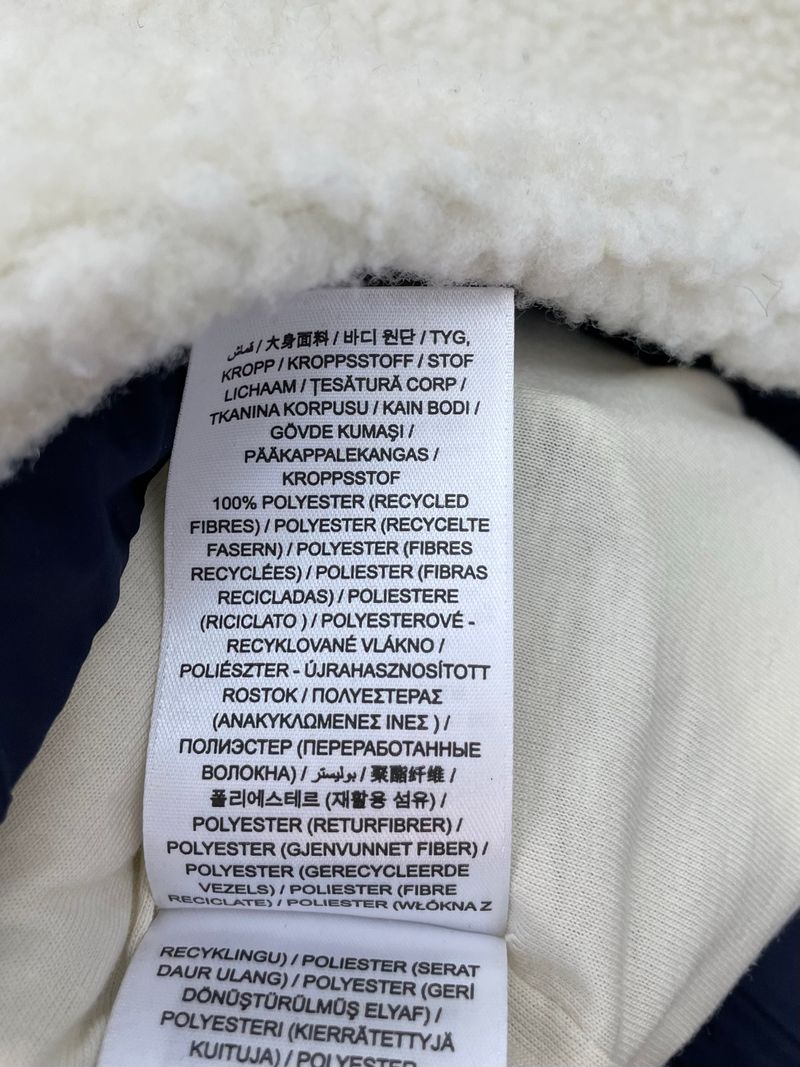 قماش / 大身面料 / 바디 원단 / TYG,
KROPP / KROPPSSTOFF / STOF
LICHAAM / ŢESĂTURĂ CORP /
TKANINA KORPUSU / KAIN BODI /
GÖVDE KUMAŞI /
PÄÄKAPPALEKANGAS /
KROPPSSTOF
100% POLYESTER (RECYCLED
FIBRES) / POLYESTER (RECYCELTE
FASERN) / POLYESTER (FIBRES
RECYCLÉES) / POLIESTER (FIBRAS
RECICLADAS) / POLIESTERE
(RICICLATO ) / POLYESTEROVÉ -
RECYKLOVANÉ VLÁKNO /
POLIÉSZTER - ÚJRAHASZNOSÍTOTT
ROSTOK / ΠΟΛΥΕΣΤΕΡΑΣ
(ΑΝΑΚΥΚΛΩΜΕΝΕΣ ΙΝΕΣ ) /
ПОЛИЭСТЕР (ПЕРЕРАБОТАННЫЕ
ВОЛОКНА) / بوليستر / 聚酯纤维 /
폴리에스테르 (재활용 섬유) /
POLYESTER (RETURFIBRER) /
POLYESTER (GJENVUNNET FIBER) /
POLYESTER (GERECYCLEERDE
VEZELS) / POLIESTER (FIBRE
RECICLATE) / POLIESTER (WŁÓKNA Z
RECYKLINGU) / POLIESTER (SERAT
DAUR ULANG) / POLYESTER (GERİ
DÖNÜŞTÜRÜLMÜŞ ELYAF) /
POLYESTERI (KIERRÄTETTYJÄ
KUITUJA) / POLYESTER